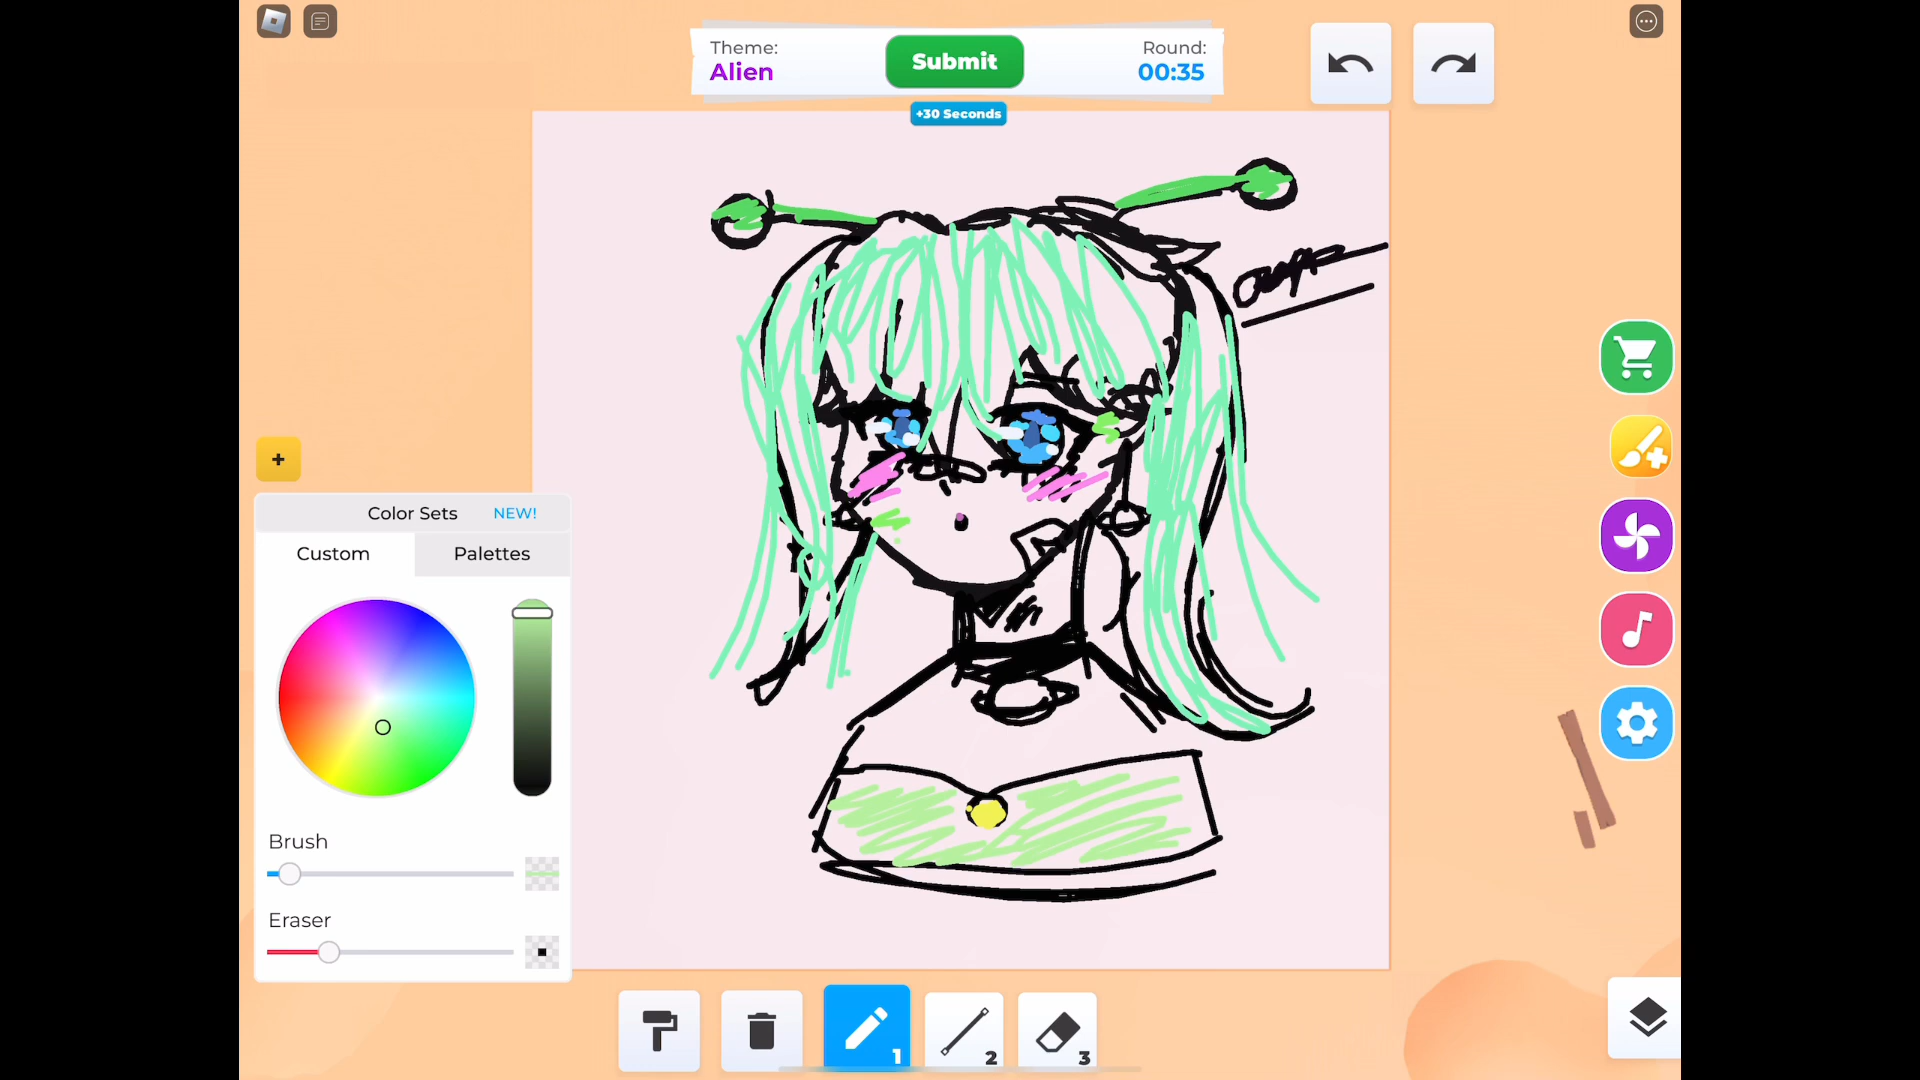 Theme:
Alien
Submit
Round:
00:35
+30 Seconds
+
Color Sets NEW!
Custom Palettes
Brush
Eraser
1
2
3